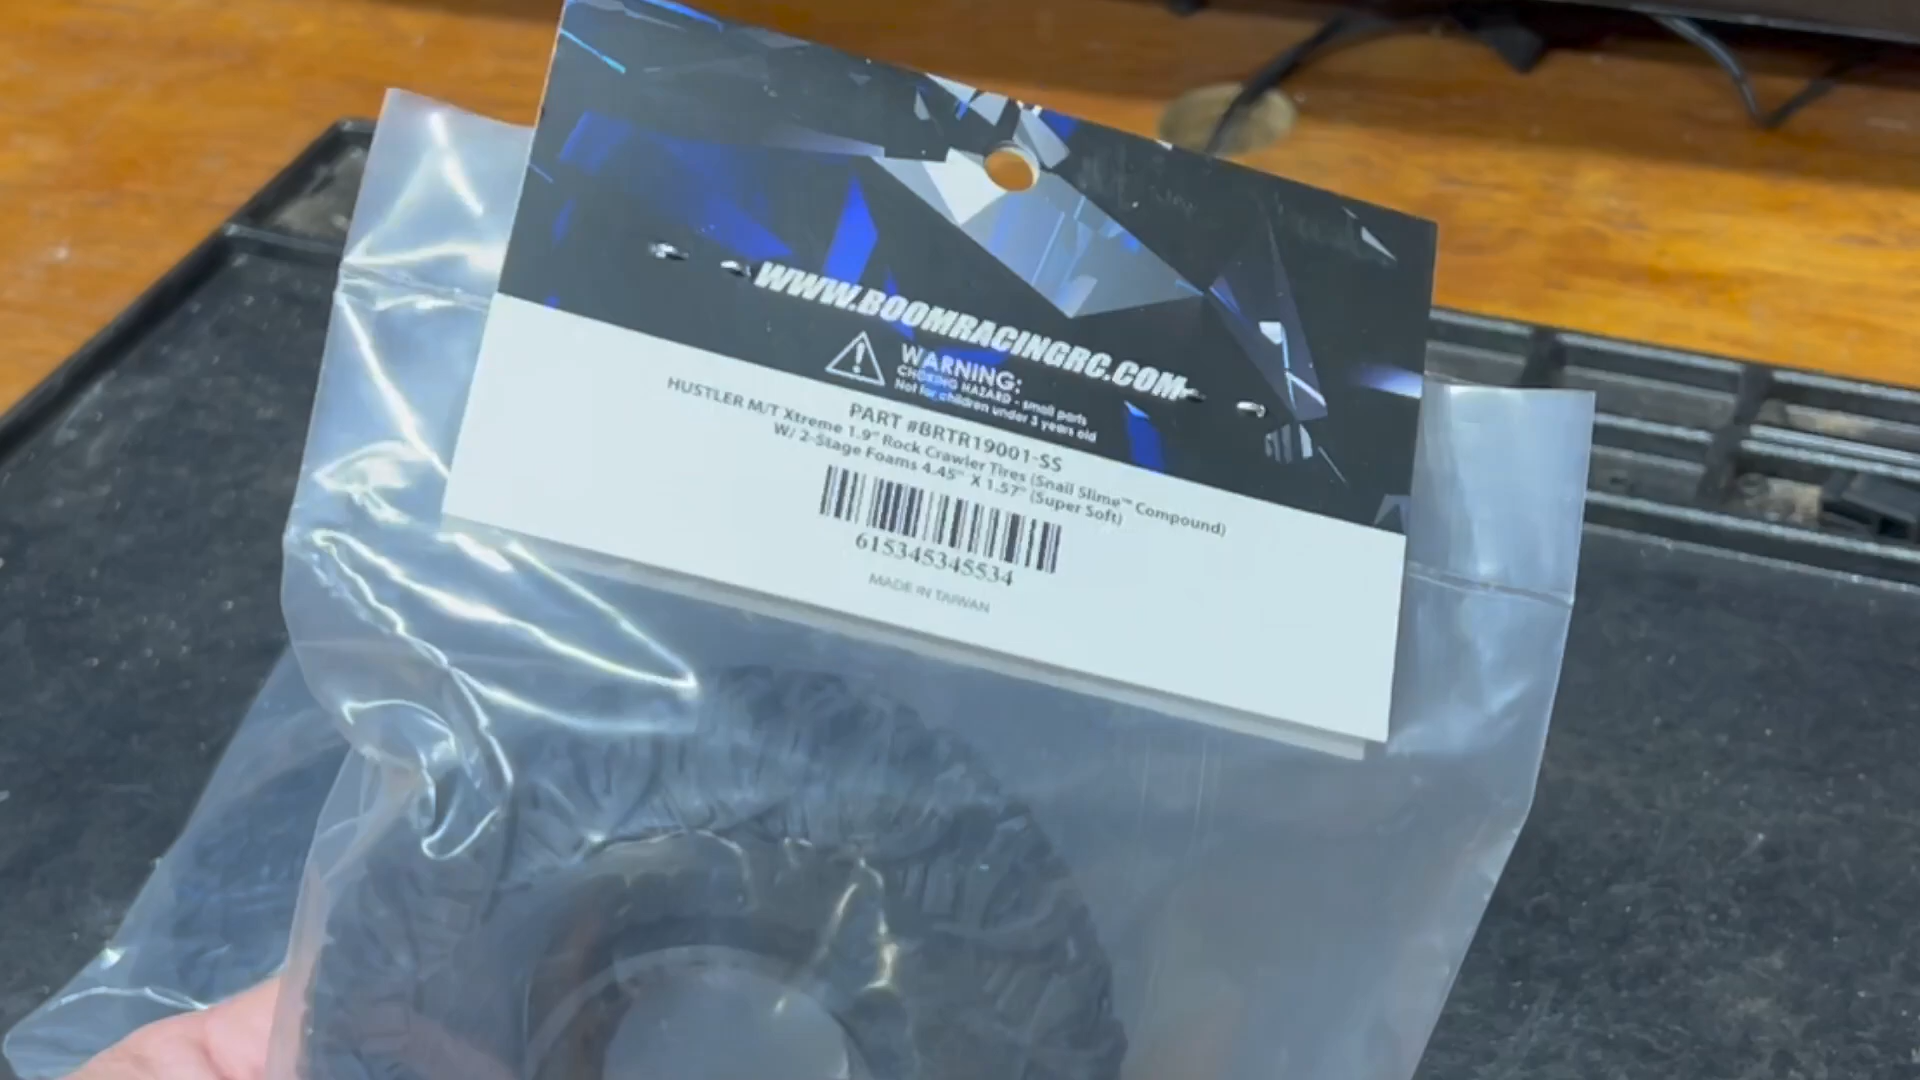 WWW.BOOMRACINGRC.COM
WARNING:
CHOKING HAZARD - small parts
Not for children under 3 years old
PART #BRTR19001-SS
HUSTLER M/T Xtreme 1.9" Rock Crawler Tires (Snail Slime™ Compound)
W/ 2-Stage Foams 4.45" X 1.57" (Super Soft)
615345345534
MADE IN TAIWAN